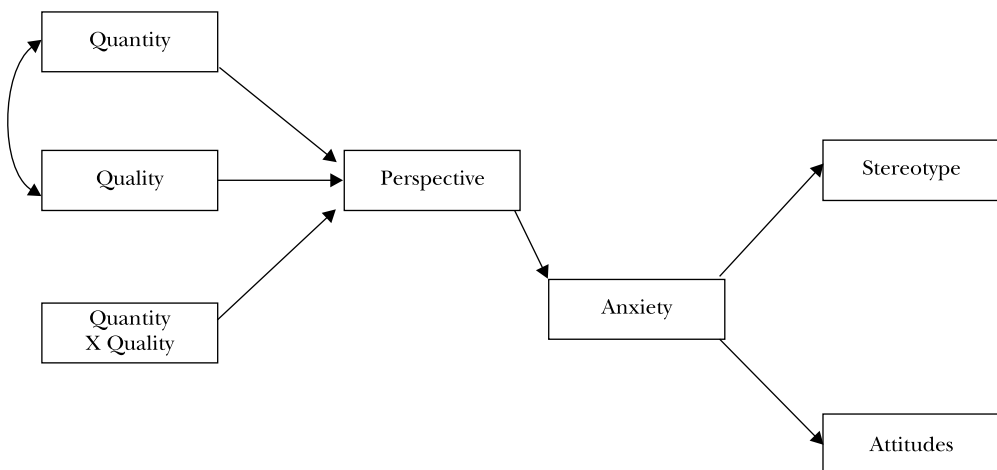 Quantity
Quality
Quantity
X Quality
Perspective
Anxiety
Stereotype
Attitudes